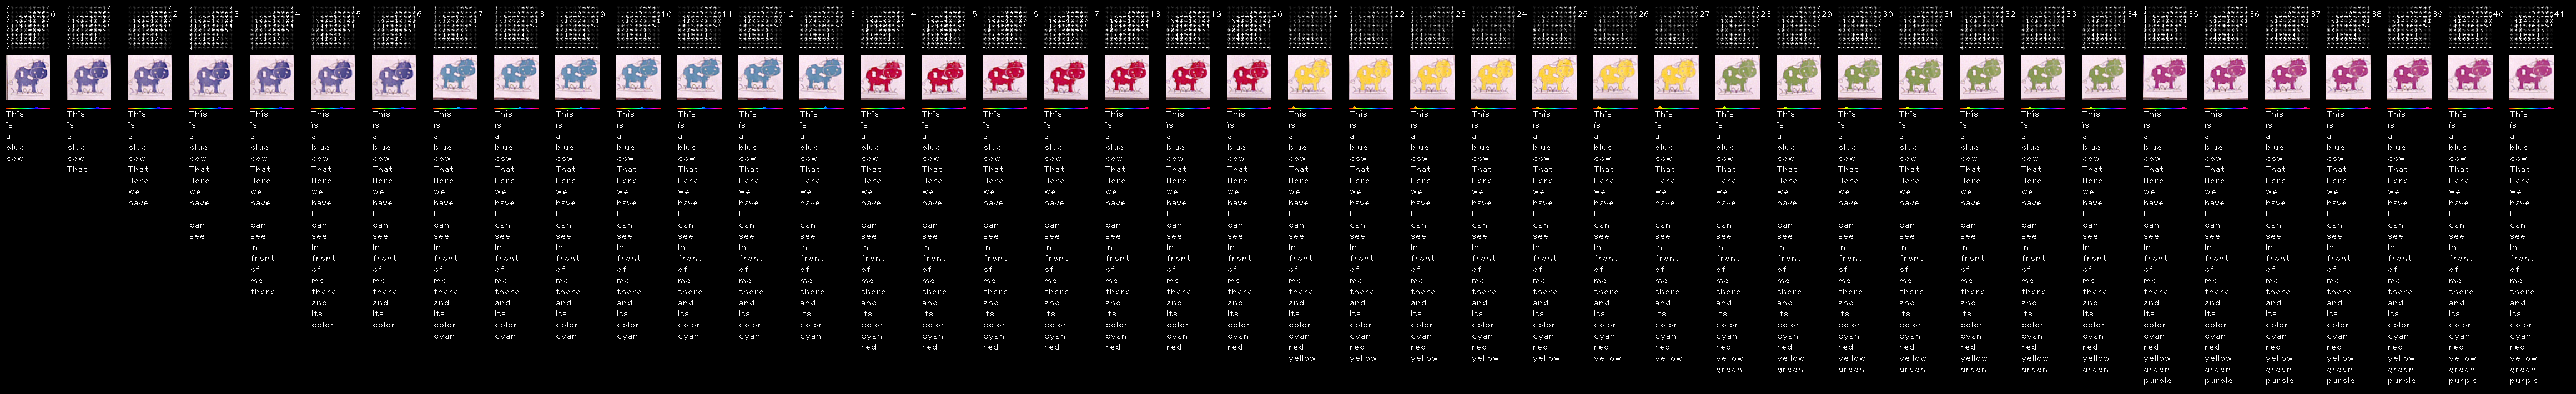 0 1 2 3 4 5 6 7 8 9 10 11 12 13 14 15 16 17 18 19 20 21 22 23 24 25 26 27 28 29 30 31 32 33 34 35 36 37 38 39 40 41
This This This This This This This This This This This This This This This This This This This This This This This This This This This This This This This This This This This This This This This This This This
is is is is is is is is is is is is is is is is is is is is is is is is is is is is is is is is is is is is is is is is is is
a a a a a a a a a a a a a a a a a a a a a a a a a a a a a a a a a a a a a a a a a a
blue blue blue blue blue blue blue blue blue blue blue blue blue blue blue blue blue blue blue blue blue blue blue blue blue blue blue blue blue blue blue blue blue blue blue blue blue blue blue blue blue blue
cow cow cow cow cow cow cow cow cow cow cow cow cow cow cow cow cow cow cow cow cow cow cow cow cow cow cow cow cow cow cow cow cow cow cow cow cow cow cow cow cow cow
That That That That That That That That That That That That That That That That That That That That That That That That That That That That That That That That That That That That That That That That That
Here Here Here Here Here Here Here Here Here Here Here Here Here Here Here Here Here Here Here Here Here Here Here Here Here Here Here Here Here Here Here Here Here Here Here Here Here Here Here Here
we we we we we we we we we we we we we we we we we we we we we we we we we we we we we we we we we we we we we we we we
have have have have have have have have have have have have have have have have have have have have have have have have have have have have have have have have have have have have have have have have
I I I I I I I I I I I I I I I I I I I I I I I I I I I I I I I I I I I I I I I
can can can can can can can can can can can can can can can can can can can can can can can can can can can can can can can can can can can can can can can
see see see see see see see see see see see see see see see see see see see see see see see see see see see see see see see see see see see see see see see
In In In In In In In In In In In In In In In In In In In In In In In In In In In In In In In In In In In In In In
front front front front front front front front front front front front front front front front front front front front front front front front front front front front front front front front front front front front front
of of of of of of of of of of of of of of of of of of of of of of of of of of of of of of of of of of of of of of
me me me me me me me me me me me me me me me me me me me me me me me me me me me me me me me me me me me me me me
there there there there there there there there there there there there there there there there there there there there there there there there there there there there there there there there there there there there there
and and and and and and and and and and and and and and and and and and and and and and and and and and and and and and and and and and and and and
its its its its its its its its its its its its its its its its its its its its its its its its its its its its its its its its its its its its its
color color color color color color color color color color color color color color color color color color color color color color color color color color color color color color color color color color color color color
cyan cyan cyan cyan cyan cyan cyan cyan cyan cyan cyan cyan cyan cyan cyan cyan cyan cyan cyan cyan cyan cyan cyan cyan cyan cyan cyan cyan cyan cyan cyan cyan cyan cyan cyan
red red red red red red red red red red red red red red red red red red red red red red red red red red red red
yellow yellow yellow yellow yellow yellow yellow yellow yellow yellow yellow yellow yellow yellow yellow yellow yellow yellow yellow yellow yellow
green green green green green green green green green green green green green green
purple purple purple purple purple purple purple